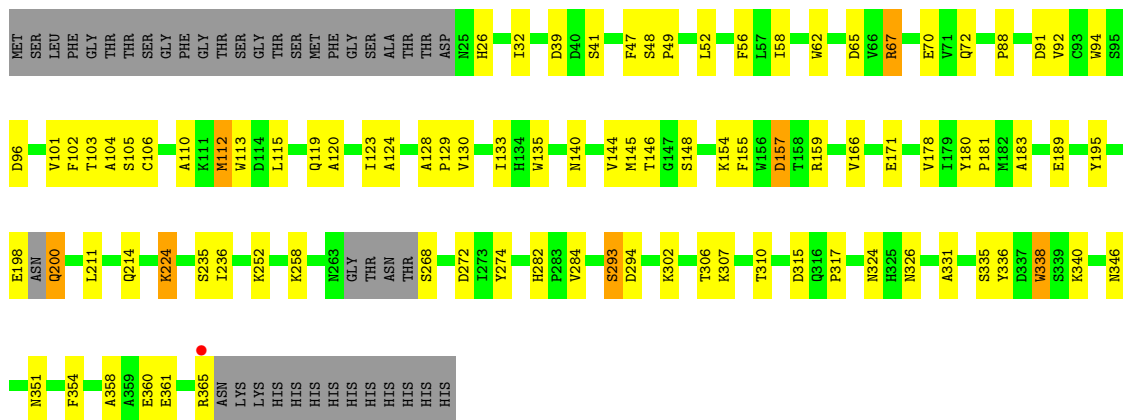 MET SER LEU PHE GLY THR THR SER GLY PHE GLY THR SER GLY THR SER MET PHE GLY SER ALA THR THR ASP N25 H26 I32 D39 D40 S41 F47 S48 P49 L52 F56 L57 I58 W62 D65 V66 R67 E70 V71 Q72 P88 D91 V92 C93 W94 S95
D96 V101 F102 T103 A104 S105 C106 A110 K111 M112 W113 D114 L115 Q119 A120 I123 A124 A128 P129 V130 I133 H134 W135 N140 V144 M145 T146 G147 S148 K154 F155 W156 D157 T158 R159 V166 E171 V178 I179 Y180 P181 M182 A183 E189 Y195
E198 ASN Q200 L211 Q214 K224 S235 I236 K252 K258 N263 GLY THR ASN THR S268 D272 I273 Y274 H282 P283 V284 S293 D294 K302 T306 K307 T310 D315 Q316 P317 N324 H325 N326 A331 S335 Y336 D337 W338 S339 K340 N346
N351 F354 A358 A359 E360 E361 R365 ASN LYS LYS HIS HIS HIS HIS HIS HIS HIS HIS HIS HIS